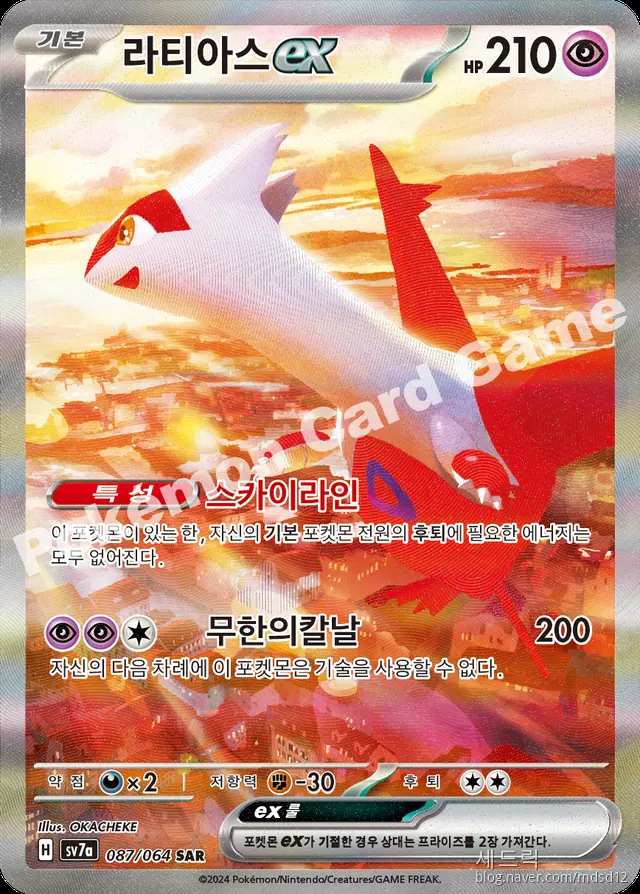 기본 라티아스 ex HP 210
Pokémon Card Game
특성 스카이라인
이 포켓몬이 있는 한, 자신의 기본 포켓몬 전원의 후퇴에 필요한 에너지는
모두 없어진다.
무한의칼날 200
자신의 다음 차례에 이 포켓몬은 기술을 사용할 수 없다.
약점 ×2 저항력 -30 후퇴
ex 룰
포켓몬 ex가 기절한 경우 상대는 프라이즈를 2장 가져간다.
Illus. OKACHEKE
H sv7a 087/064 SAR
©2024 Pokémon/Nintendo/Creatures/GAME FREAK.
세드릭
blog.naver.com/mdsd12